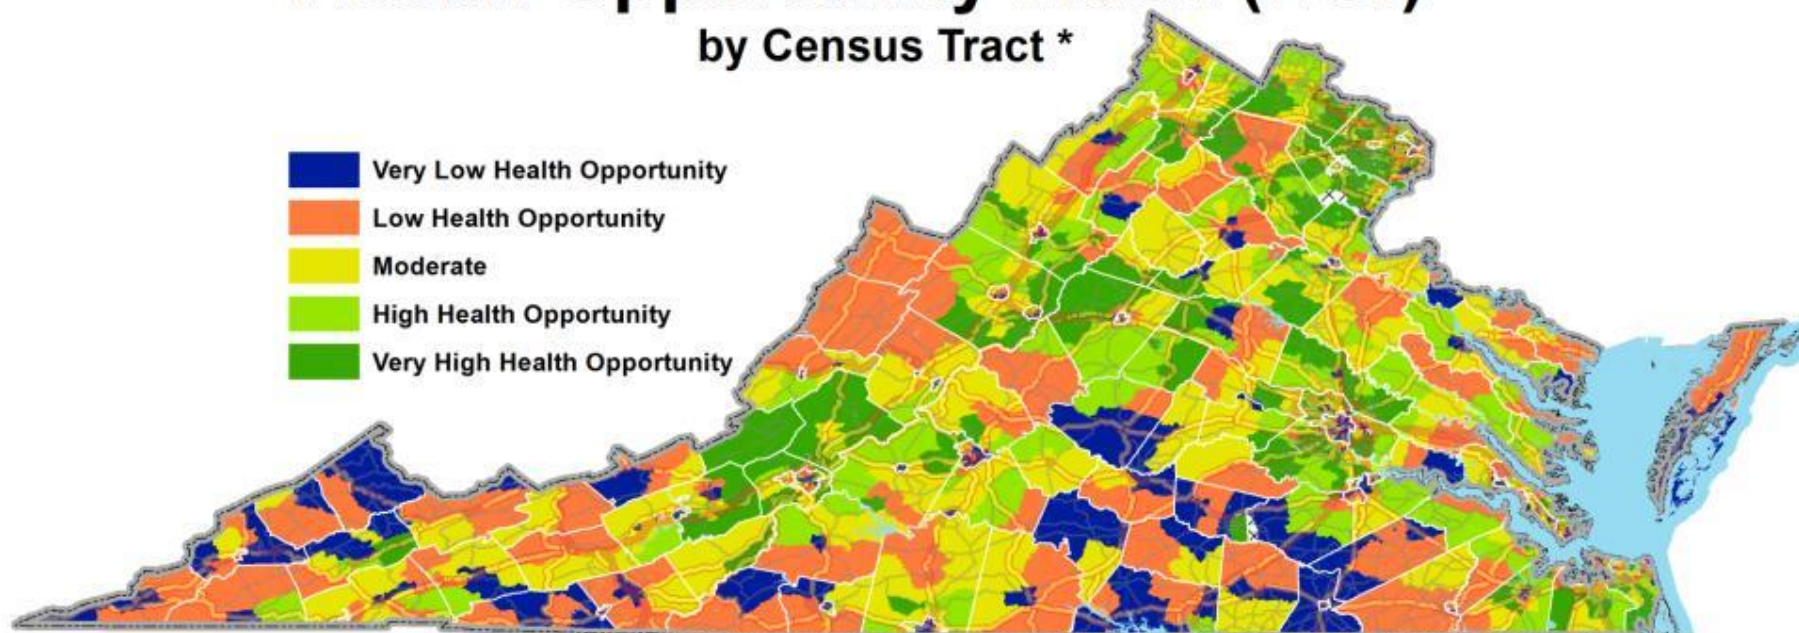 by Census Tract *
Very Low Health Opportunity
Low Health Opportunity
Moderate
High Health Opportunity
Very High Health Opportunity